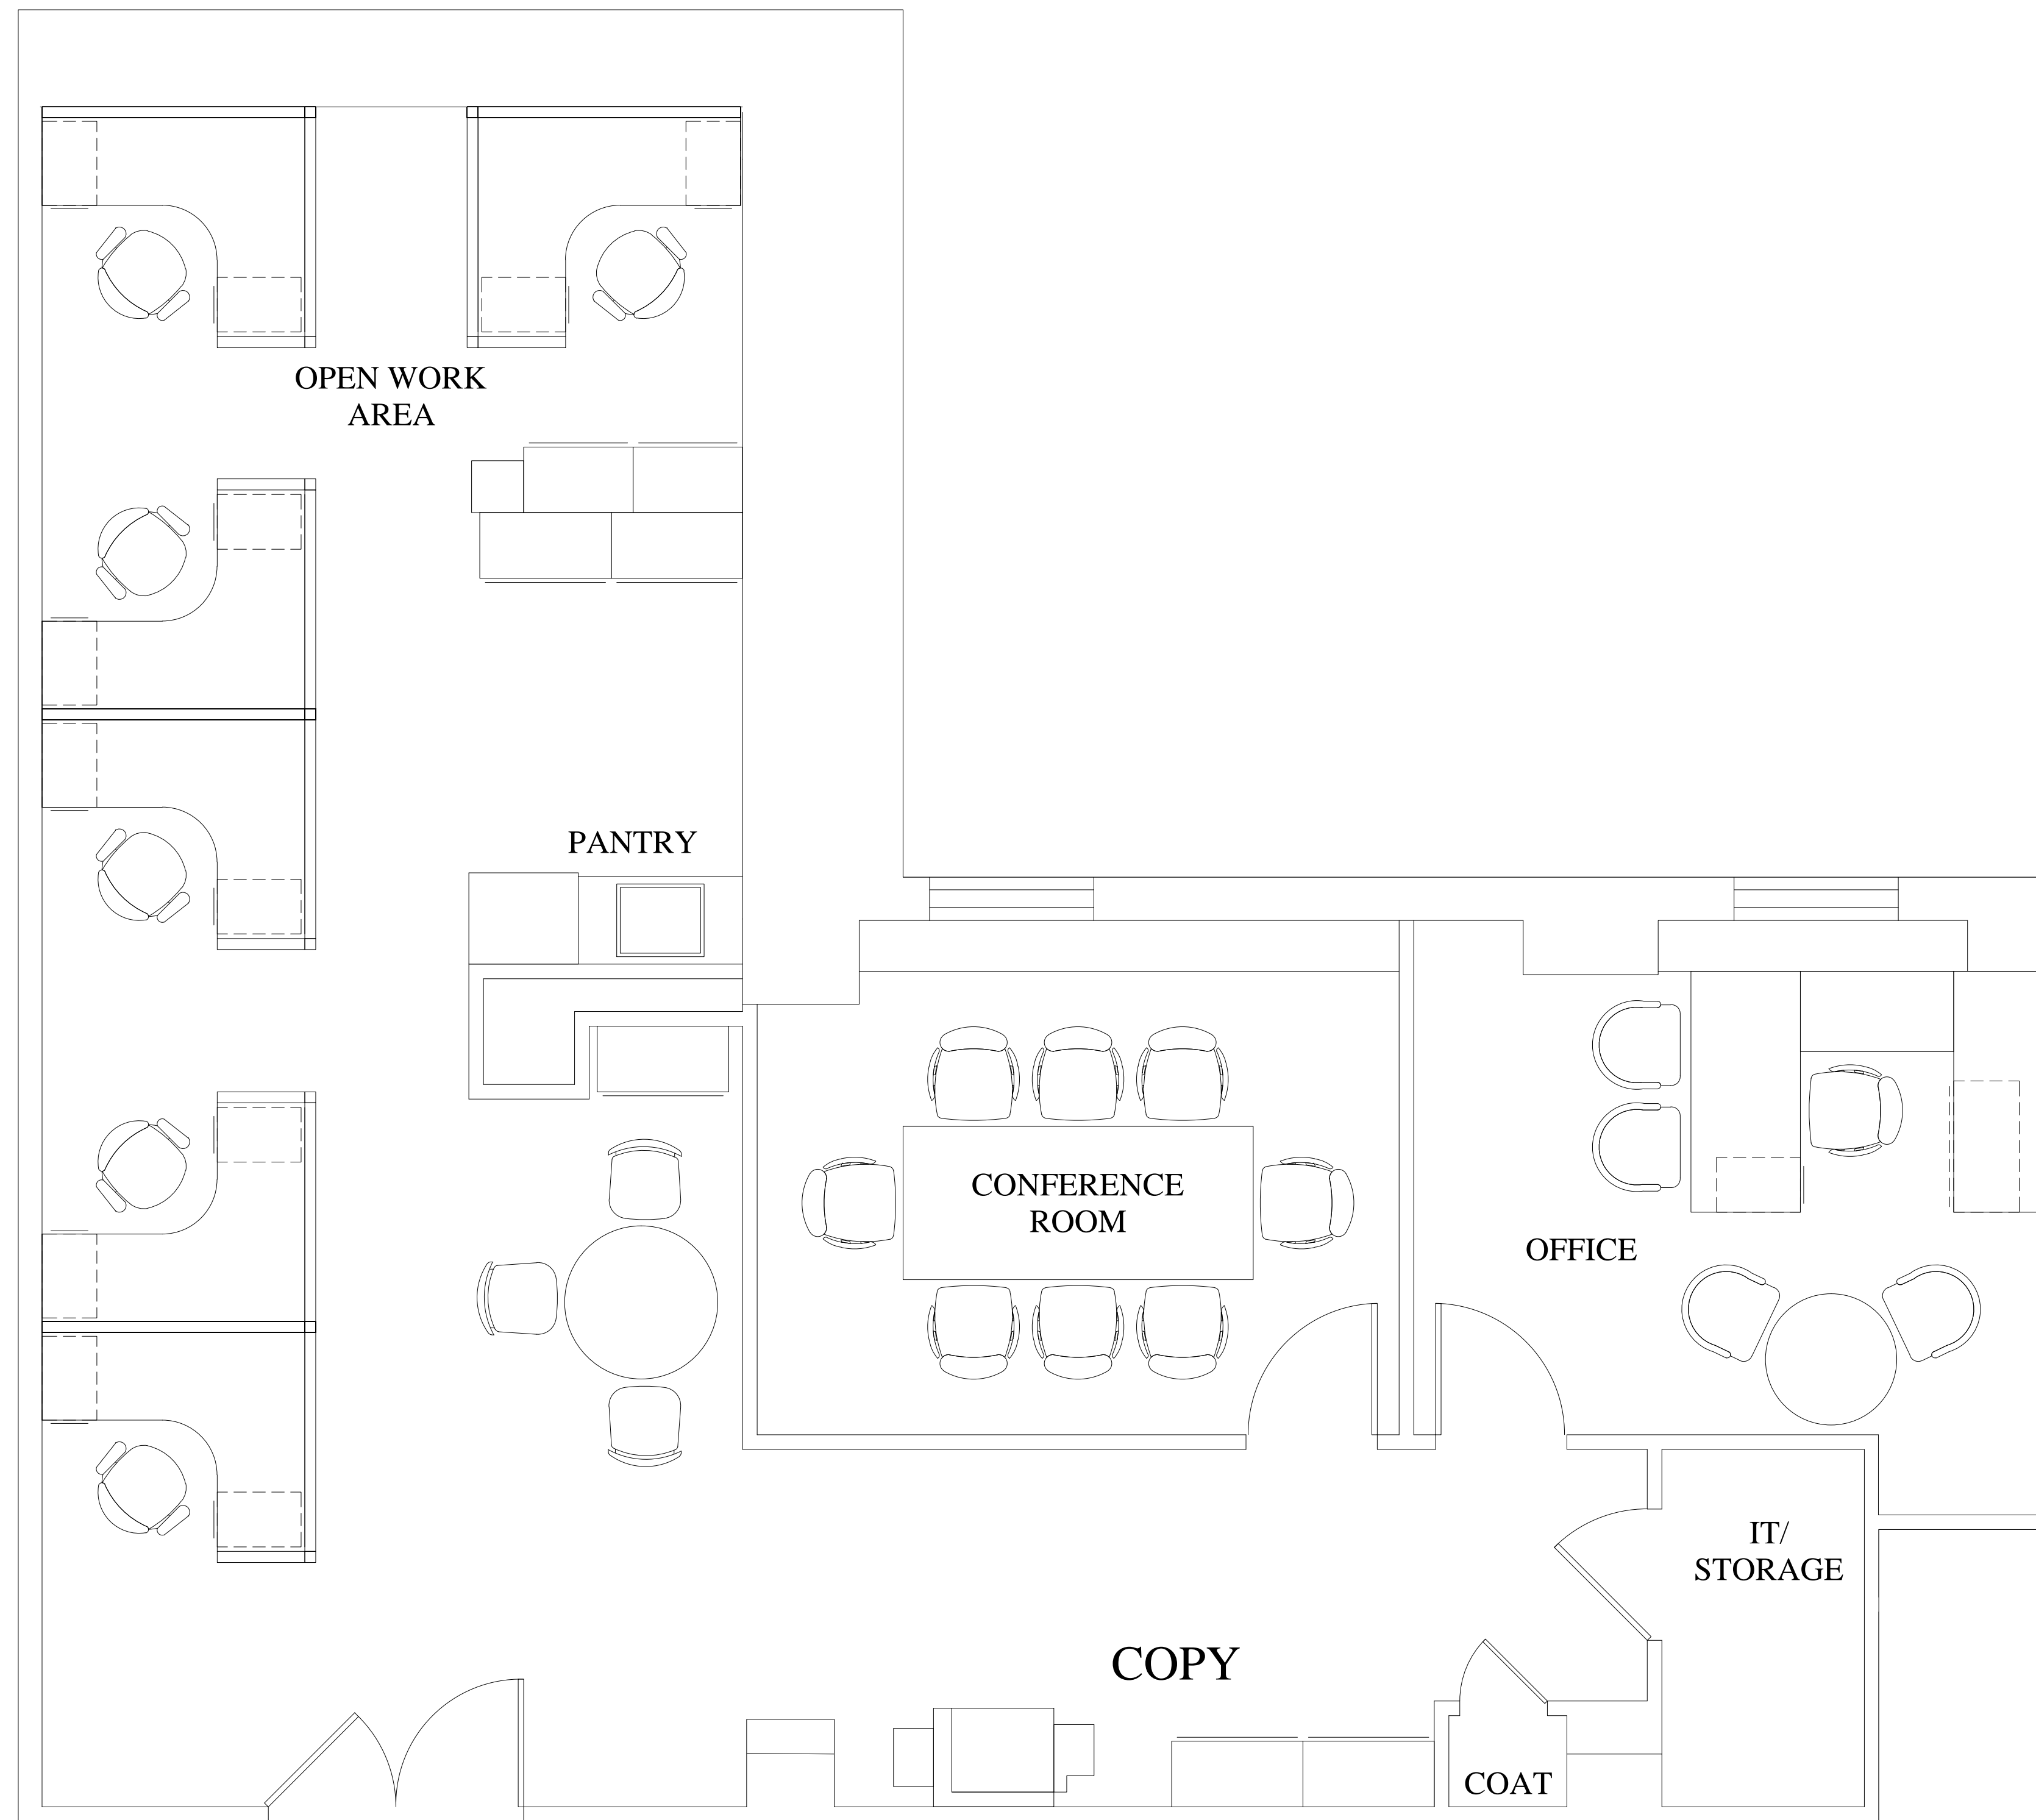 OPEN WORK
AREA
PANTRY
CONFERENCE
ROOM
OFFICE
IT/
STORAGE
COPY
COAT